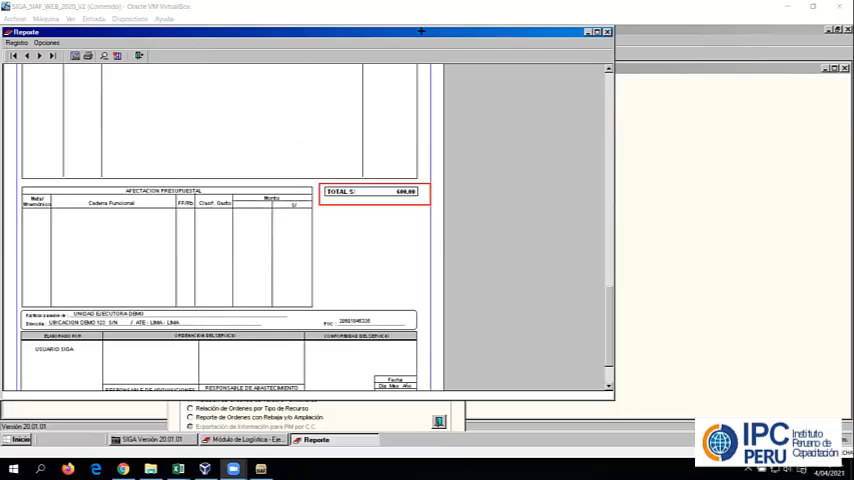 SIGA_SIAF_WEB_2020_V2 [Corriendo] - Oracle VM VirtualBox
Archivo Máquina Ver Entrada Dispositivos Ayuda
Reporte
Registro Opciones
AFECTACION PRESUPUESTAL
TOTAL S/ 600.00
Meta/ Mnemónico
Cadena Funcional
FF/Rb
Clasif. Gasto
Monto
S/
UNIDAD EJECUTORA DEMO
Dirección UBICACION DEMO 123 S/N / ATE - LIMA - LIMA
RUC :
ELABORADO POR
ORDENACION DEL SERVICIO
CONFORMIDAD DEL SERVICIO
USUARIO SIGA
Fecha
Dia Mes Año
RESPONSABLE DE ADQUISICIONES
RESPONSABLE DE ABASTECIMIENTO
Relación de Ordenes por Tipo de Recurso
Reporte de Ordenes con Rebaja y/o Ampliación
Exportación de Información para PIM por C.C
Versión 20.01.01
Inicio
SIGA Versión 20.01.01
Módulo de Logística - Eje...
Reporte
IPC PERU
Instituto Peruano de Capacitación
4/04/2021